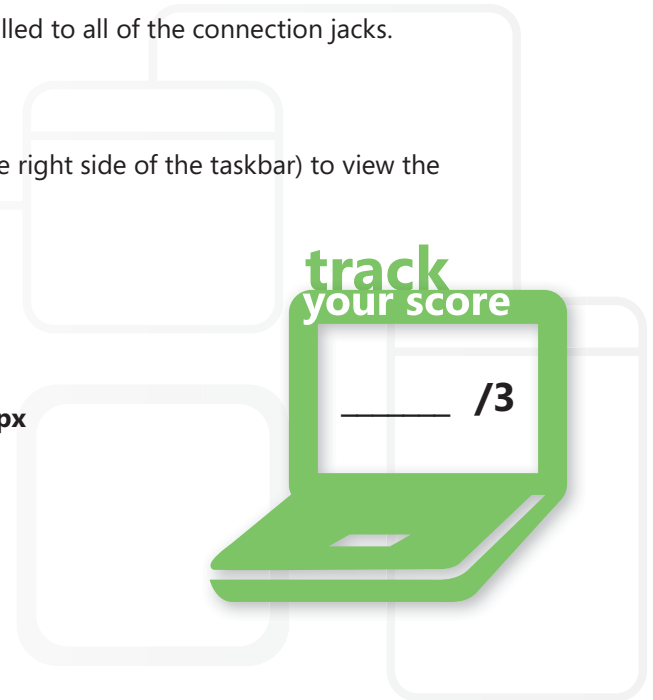 lled to all of the connection jacks.
e right side of the taskbar) to view the
track
your score
_______ /3
px